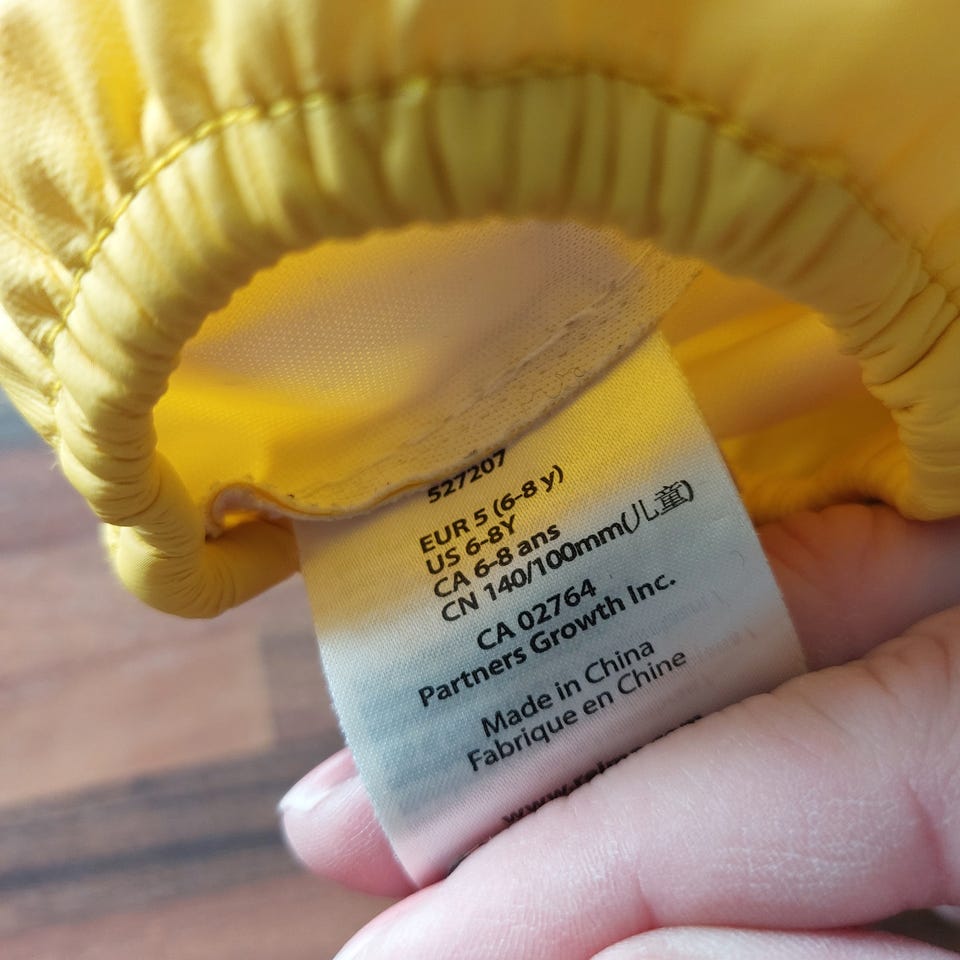 527207
EUR 5 (6-8 y)
US 6-8Y
CA 6-8 ans
CN 140/100mm(儿童)
CA 02764
Partners Growth Inc.
Made in China
Fabrique en Chine